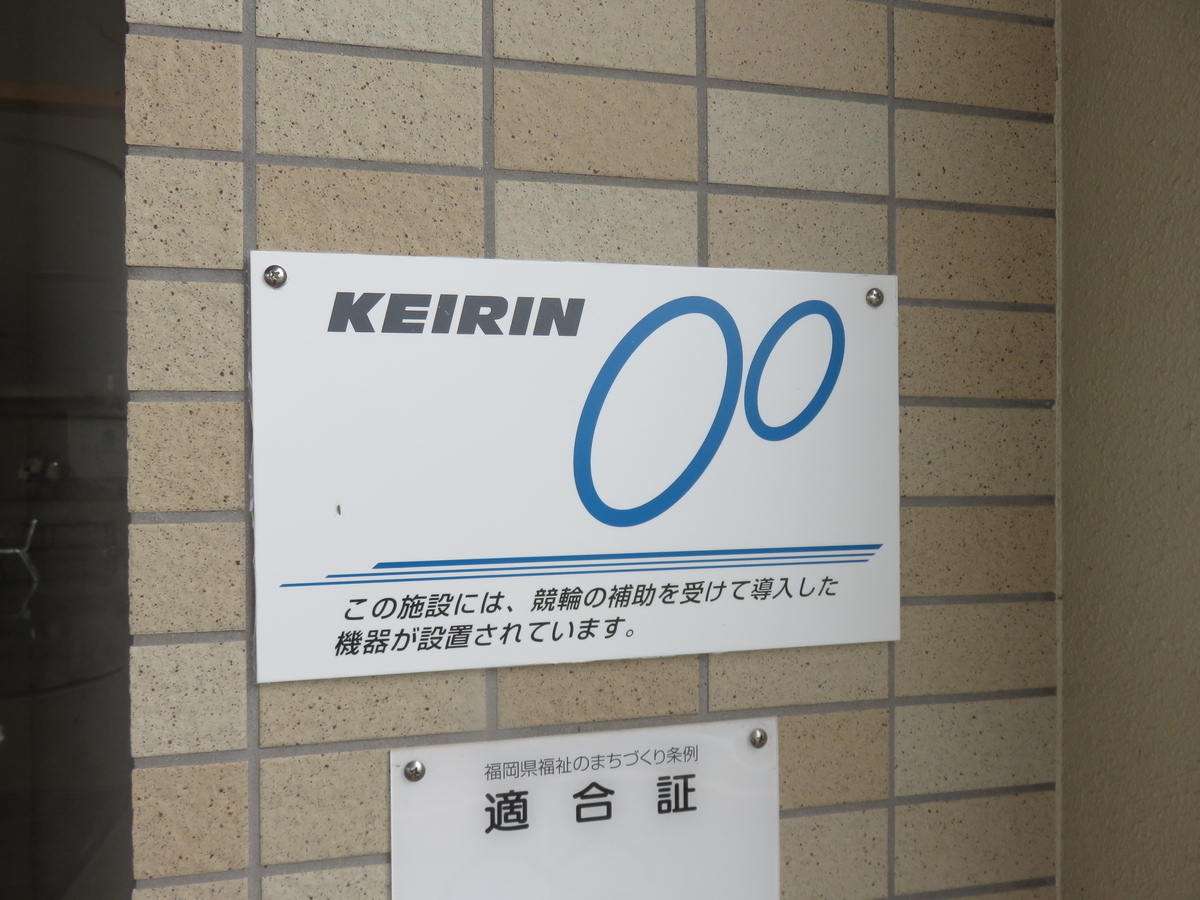 KEIRIN
この施設には、競輪の補助を受けて導入した
機器が設置されています。
福岡県福祉のまちづくり条例
適合証